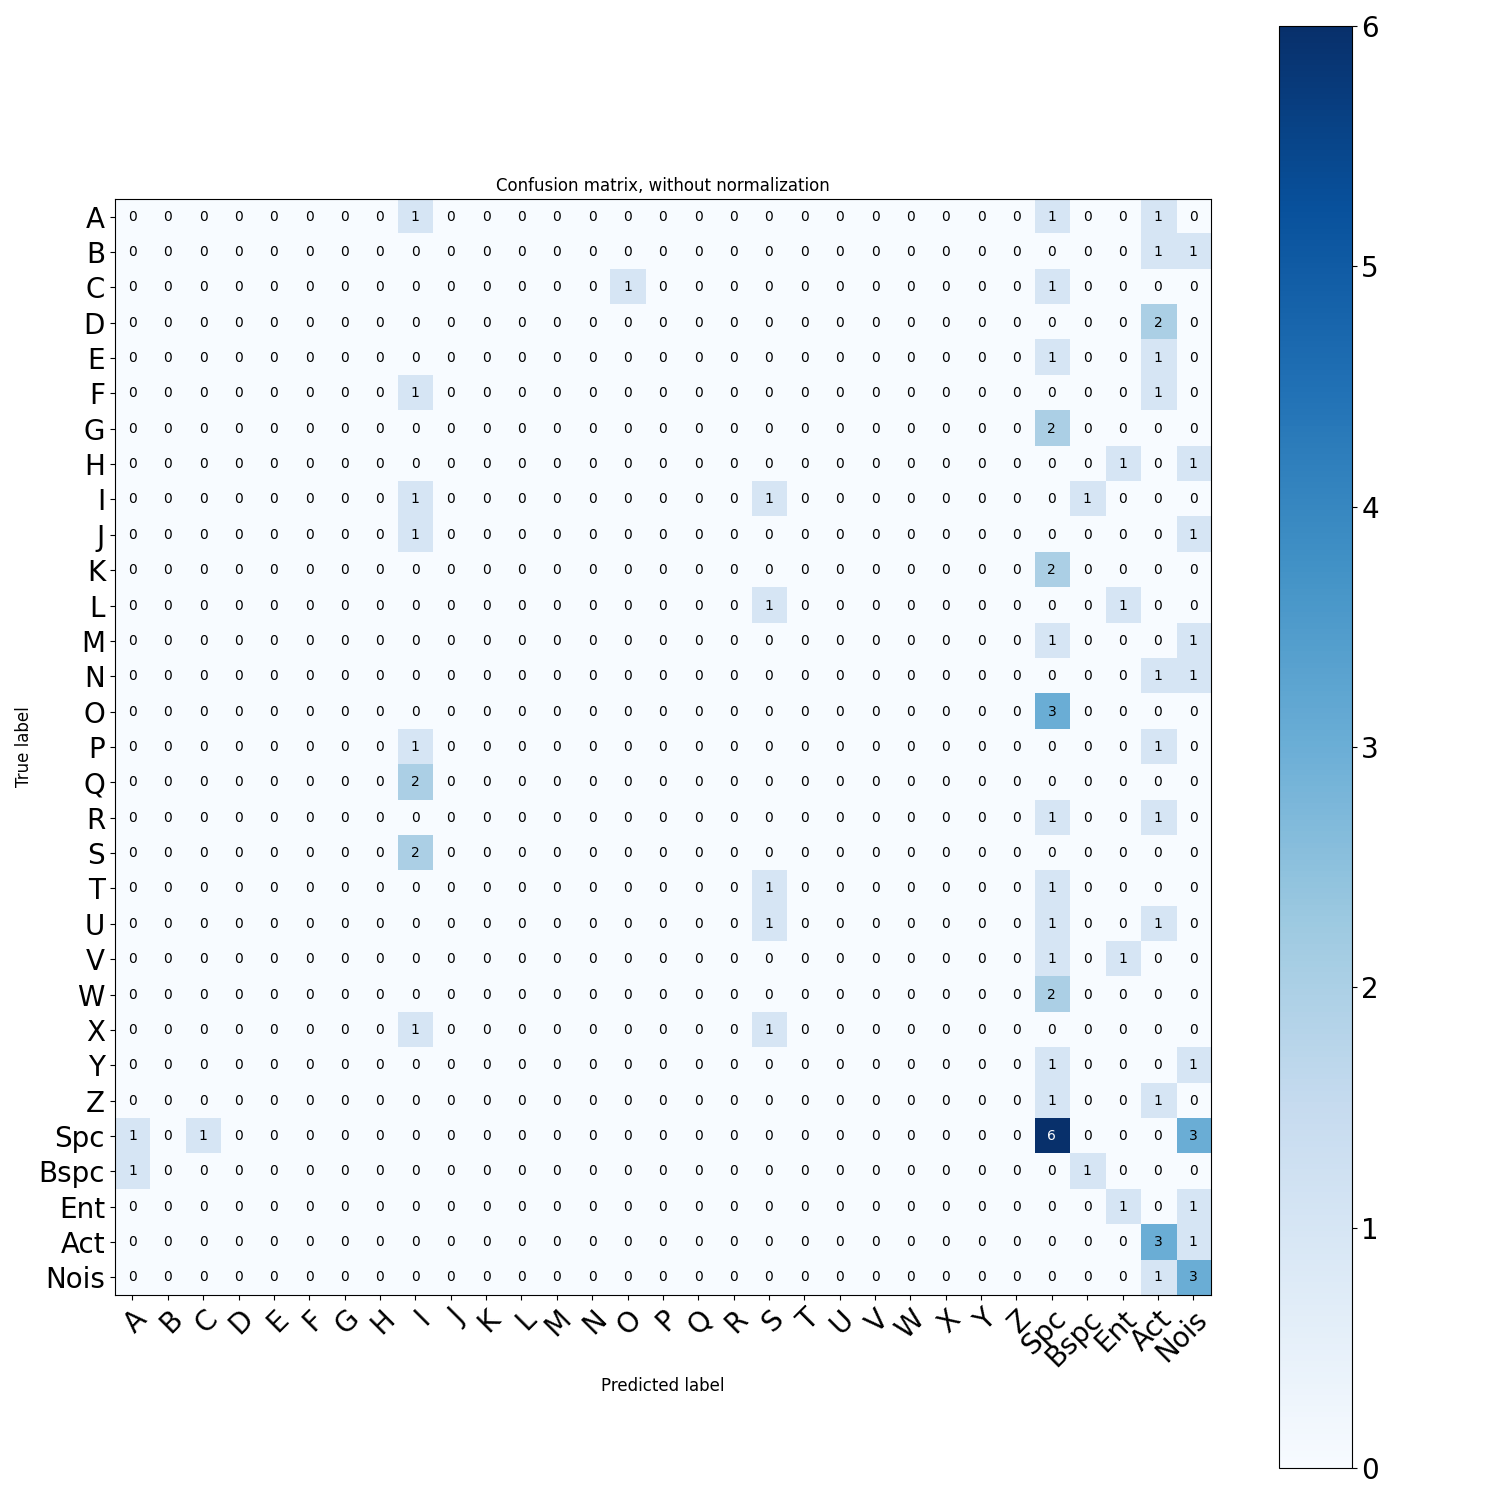 Confusion matrix, without normalization
A 0 0 0 0 0 0 0 0 1 0 0 0 0 0 0 0 0 0 0 0 0 0 0 0 0 0 1 0 0 1 0
B 0 0 0 0 0 0 0 0 0 0 0 0 0 0 0 0 0 0 0 0 0 0 0 0 0 0 0 0 0 1 1
C 0 0 0 0 0 0 0 0 0 0 0 0 0 0 1 0 0 0 0 0 0 0 0 0 0 0 1 0 0 0 0
D 0 0 0 0 0 0 0 0 0 0 0 0 0 0 0 0 0 0 0 0 0 0 0 0 0 0 0 0 0 2 0
E 0 0 0 0 0 0 0 0 0 0 0 0 0 0 0 0 0 0 0 0 0 0 0 0 0 0 1 0 0 1 0
F 0 0 0 0 0 0 0 0 1 0 0 0 0 0 0 0 0 0 0 0 0 0 0 0 0 0 0 0 0 1 0
G 0 0 0 0 0 0 0 0 0 0 0 0 0 0 0 0 0 0 0 0 0 0 0 0 0 0 2 0 0 0 0
H 0 0 0 0 0 0 0 0 0 0 0 0 0 0 0 0 0 0 0 0 0 0 0 0 0 0 0 0 1 0 1
I 0 0 0 0 0 0 0 0 1 0 0 0 0 0 0 0 0 0 1 0 0 0 0 0 0 0 0 1 0 0 0
J 0 0 0 0 0 0 0 0 1 0 0 0 0 0 0 0 0 0 0 0 0 0 0 0 0 0 0 0 0 0 1
K 0 0 0 0 0 0 0 0 0 0 0 0 0 0 0 0 0 0 0 0 0 0 0 0 0 0 2 0 0 0 0
L 0 0 0 0 0 0 0 0 0 0 0 0 0 0 0 0 0 0 1 0 0 0 0 0 0 0 0 0 1 0 0
M 0 0 0 0 0 0 0 0 0 0 0 0 0 0 0 0 0 0 0 0 0 0 0 0 0 0 1 0 0 0 1
N 0 0 0 0 0 0 0 0 0 0 0 0 0 0 0 0 0 0 0 0 0 0 0 0 0 0 0 0 0 1 1
O 0 0 0 0 0 0 0 0 0 0 0 0 0 0 0 0 0 0 0 0 0 0 0 0 0 0 3 0 0 0 0
P 0 0 0 0 0 0 0 0 1 0 0 0 0 0 0 0 0 0 0 0 0 0 0 0 0 0 0 0 0 1 0
Q 0 0 0 0 0 0 0 0 2 0 0 0 0 0 0 0 0 0 0 0 0 0 0 0 0 0 0 0 0 0 0
R 0 0 0 0 0 0 0 0 0 0 0 0 0 0 0 0 0 0 0 0 0 0 0 0 0 0 1 0 0 1 0
S 0 0 0 0 0 0 0 0 2 0 0 0 0 0 0 0 0 0 0 0 0 0 0 0 0 0 0 0 0 0 0
T 0 0 0 0 0 0 0 0 0 0 0 0 0 0 0 0 0 0 1 0 0 0 0 0 0 0 1 0 0 0 0
U 0 0 0 0 0 0 0 0 0 0 0 0 0 0 0 0 0 0 1 0 0 0 0 0 0 0 1 0 0 1 0
V 0 0 0 0 0 0 0 0 0 0 0 0 0 0 0 0 0 0 0 0 0 0 0 0 0 0 1 0 1 0 0
W 0 0 0 0 0 0 0 0 0 0 0 0 0 0 0 0 0 0 0 0 0 0 0 0 0 0 2 0 0 0 0
X 0 0 0 0 0 0 0 0 1 0 0 0 0 0 0 0 0 0 1 0 0 0 0 0 0 0 0 0 0 0 0
Y 0 0 0 0 0 0 0 0 0 0 0 0 0 0 0 0 0 0 0 0 0 0 0 0 0 0 1 0 0 0 1
Z 0 0 0 0 0 0 0 0 0 0 0 0 0 0 0 0 0 0 0 0 0 0 0 0 0 0 1 0 0 1 0
Spc 1 0 1 0 0 0 0 0 0 0 0 0 0 0 0 0 0 0 0 0 0 0 0 0 0 0 6 0 0 0 3
Bspc 1 0 0 0 0 0 0 0 0 0 0 0 0 0 0 0 0 0 0 0 0 0 0 0 0 0 0 1 0 0 0
Ent 0 0 0 0 0 0 0 0 0 0 0 0 0 0 0 0 0 0 0 0 0 0 0 0 0 0 0 0 1 0 1
Act 0 0 0 0 0 0 0 0 0 0 0 0 0 0 0 0 0 0 0 0 0 0 0 0 0 0 0 0 0 3 1
Nois 0 0 0 0 0 0 0 0 0 0 0 0 0 0 0 0 0 0 0 0 0 0 0 0 0 0 0 0 0 1 3
A B C D E F G H I J K L M N O P Q R S T U V W X Y Z Spc Bspc Ent Act Nois
Predicted label
True label
6
5
4
3
2
1
0